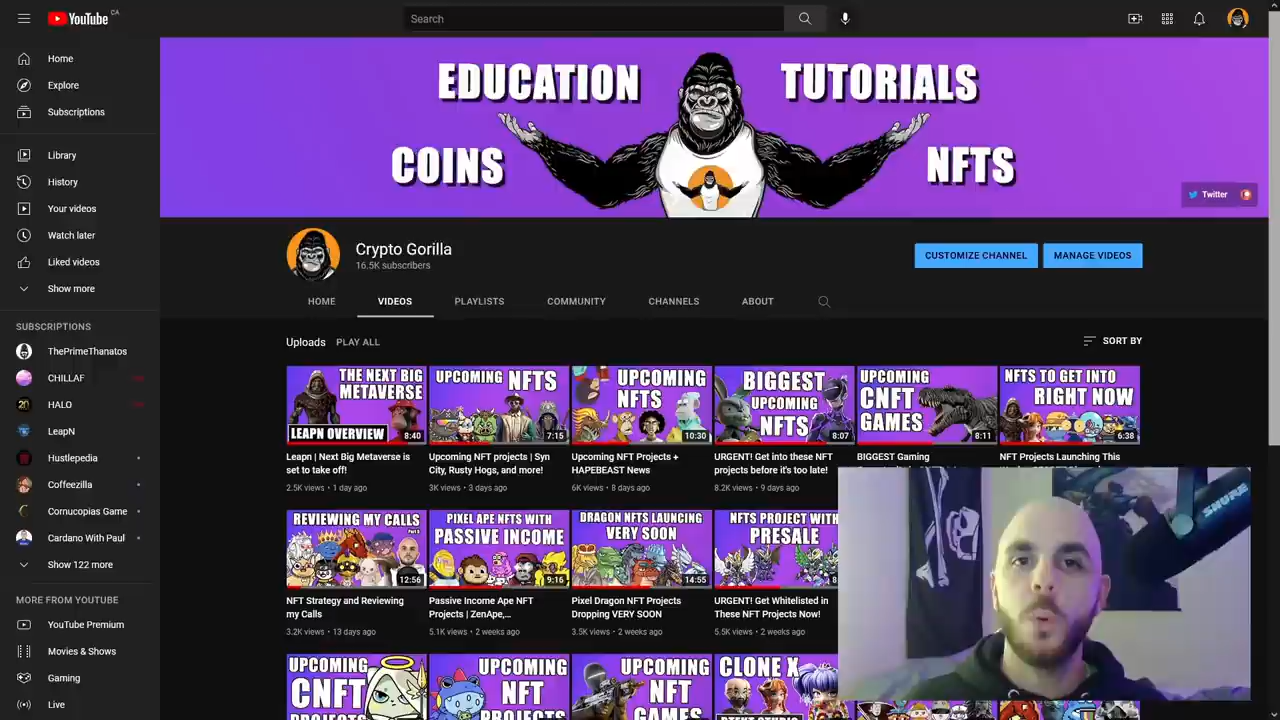 YouTube CA
Search
Home
Explore
Subscriptions
Library
History
Your videos
Watch later
Liked videos
Show more
SUBSCRIPTIONS
ThePrimeThanatos
CHILLAF
HALO
LeapN
Hustlepedia
Coffeezilla
Cornucopias Game
Cardano With Paul
Show 122 more
MORE FROM YOUTUBE
YouTube Premium
Movies & Shows
Gaming
Live
EDUCATION
TUTORIALS
COINS
NFTS
Twitter
Crypto Gorilla
16.5K subscribers
CUSTOMIZE CHANNEL
MANAGE VIDEOS
HOME
VIDEOS
PLAYLISTS
COMMUNITY
CHANNELS
ABOUT
Uploads
PLAY ALL
SORT BY
THE NEXT BIG
METAVERSE
LEAPN OVERVIEW
8:40
Leapn | Next Big Metaverse is
set to take off!
2.5K views • 1 day ago
UPCOMING NFTS
7:15
Upcoming NFT projects | Syn
City, Rusty Hogs, and more!
3K views • 3 days ago
UPCOMING
NFTS
10:30
Upcoming NFT Projects +
HAPEBEAST News
6K views • 8 days ago
BIGGEST
UPCOMING
NFTS
8:07
URGENT! Get into these NFT
projects before it's too late!
8.2K views • 9 days ago
UPCOMING
CNFT
GAMES
8:11
BIGGEST Gaming
NFTS TO GET INTO
RIGHT NOW
6:38
NFT Projects Launching This
REVIEWING MY CALLS
12:56
NFT Strategy and Reviewing
my Calls
3.2K views • 13 days ago
PIXEL APE NFTS WITH
PASSIVE INCOME
9:16
Passive Income Ape NFT
Projects | ZenApe,...
5.1K views • 2 weeks ago
DRAGON NFTS LAUNCING
VERY SOON
14:55
Pixel Dragon NFT Projects
Dropping VERY SOON
3.5K views • 2 weeks ago
NFTS PROJECT WITH
PRESALE
URGENT! Get Whitelisted in
These NFT Projects Now!
5.5K views • 2 weeks ago
UPCOMING
CNFT
PROJECTS
UPCOMING
NFT
PROJECTS
UPCOMING
NFT
GAMES
CLONE X
SHURE